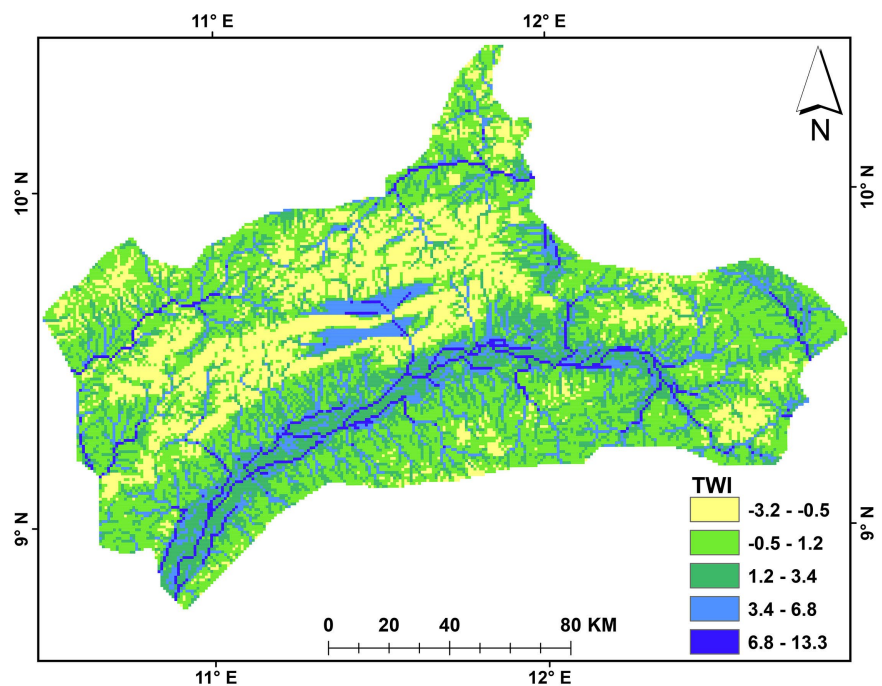 11° E 12° E
N
10° N 10° N
9° N 9° N
TWI
-3.2 - -0.5
-0.5 - 1.2
1.2 - 3.4
3.4 - 6.8
6.8 - 13.3
0 20 40 80 KM
11° E 12° E